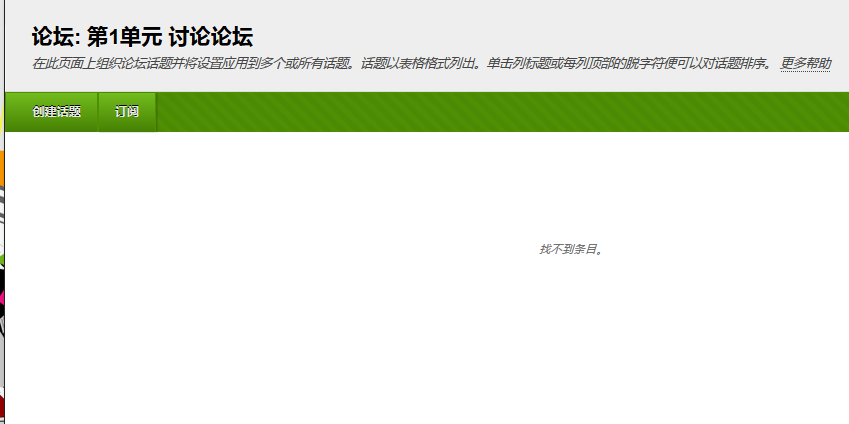 论坛: 第1单元 讨论论坛
在此页面上组织论坛话题并将设置应用到多个或所有话题。话题以表格格式列出。单击列标题或每列顶部的脱字符便可以对话题排序。 更多帮助
创建话题 订阅
找不到条目。